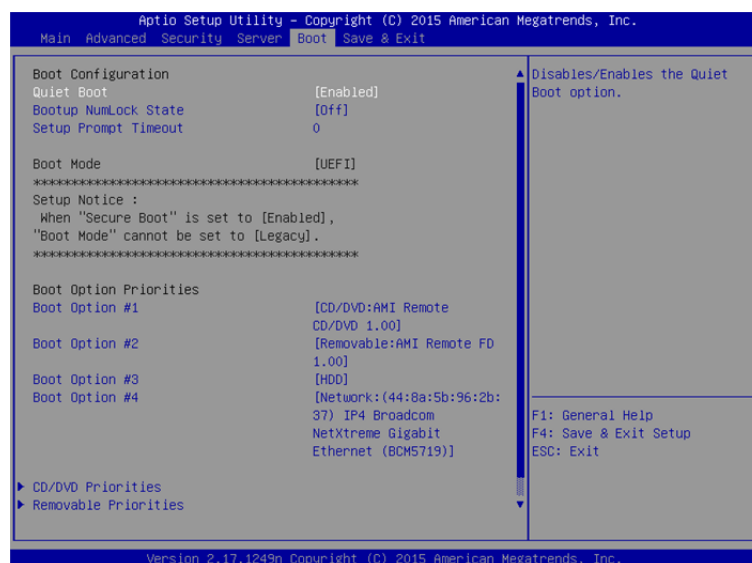 Aptio Setup Utility – Copyright (C) 2015 American Megatrends, Inc.
Main Advanced Security Server Boot Save & Exit
Boot Configuration
Quiet Boot [Enabled]
Bootup NumLock State [Off]
Setup Prompt Timeout 0
Boot Mode [UEFI]
******************************************
Setup Notice :
When "Secure Boot" is set to [Enabled],
"Boot Mode" cannot be set to [Legacy].
******************************************
Boot Option Priorities
Boot Option #1 [CD/DVD:AMI Remote
CD/DVD 1.00]
Boot Option #2 [Removable:AMI Remote FD
1.00]
Boot Option #3 [HDD]
Boot Option #4 [Network:(44:8a:5b:96:2b:
37) IP4 Broadcom
NetXtreme Gigabit
Ethernet (BCM5719)]
CD/DVD Priorities
Removable Priorities
Disables/Enables the Quiet
Boot option.
F1: General Help
F4: Save & Exit Setup
ESC: Exit
Version 2.17.1249n Copyright (C) 2015 American Megatrends, Inc.